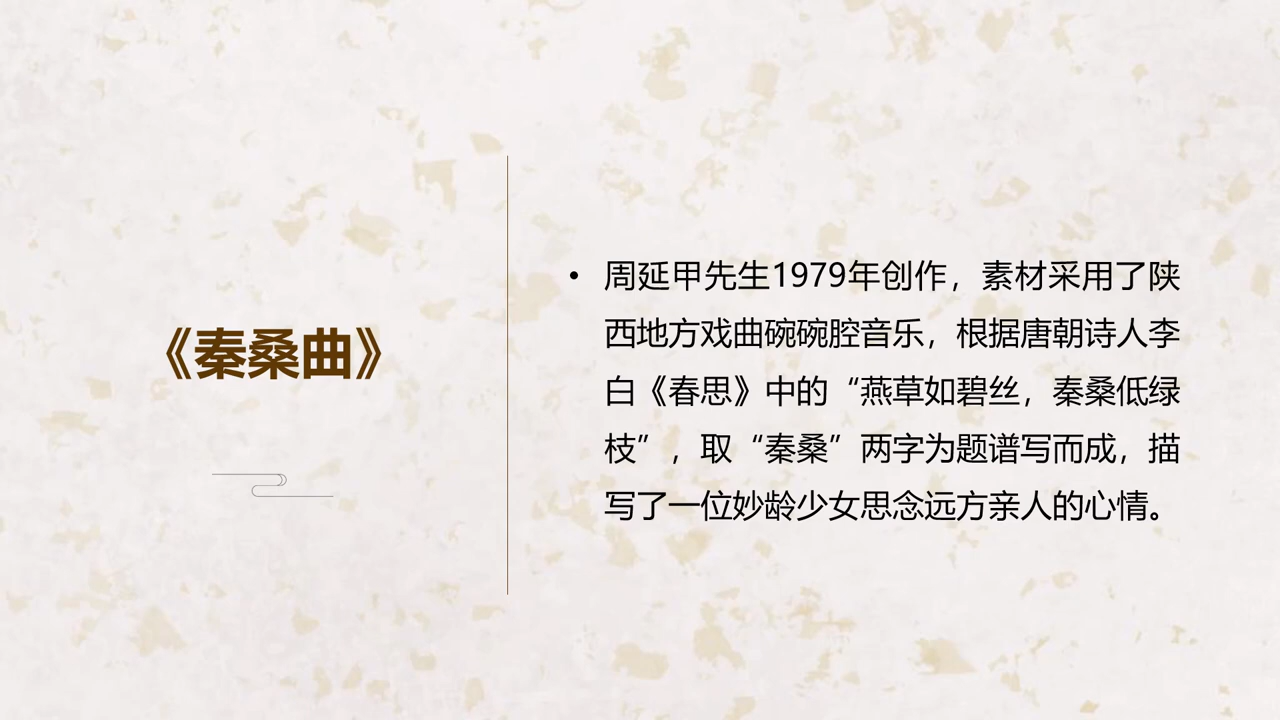 《秦桑曲》
• 周延甲先生1979年创作，素材采用了陕
西地方戏曲碗碗腔音乐，根据唐朝诗人李
白《春思》中的“燕草如碧丝，秦桑低绿
枝”，取“秦桑”两字为题谱写而成，描
写了一位妙龄少女思念远方亲人的心情。